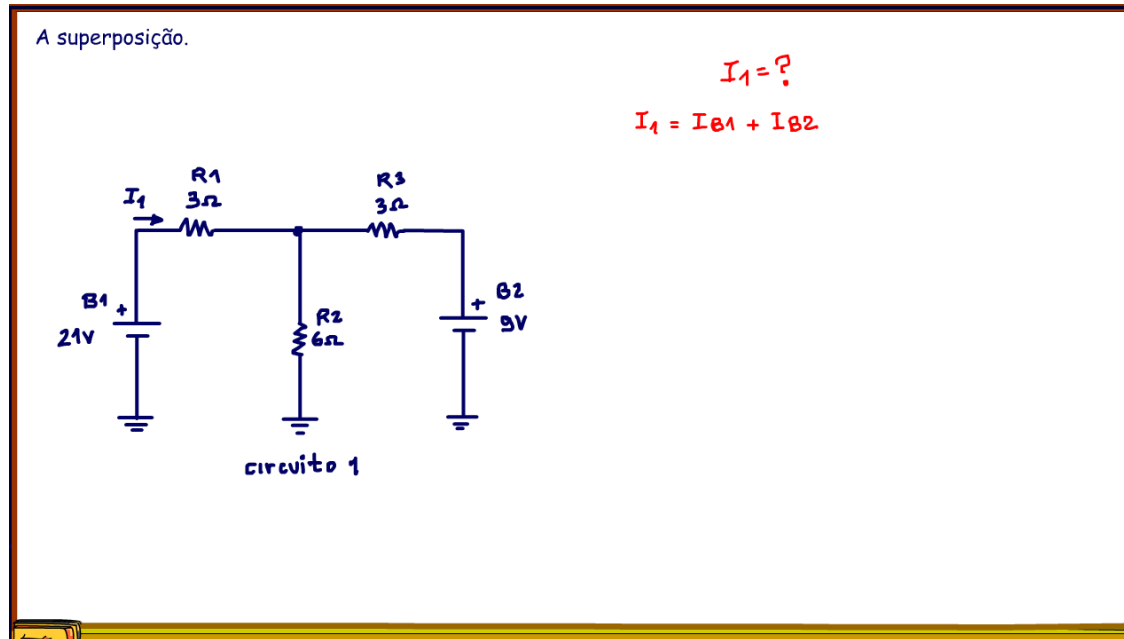 A superposição.
I1 = ?
I1 = IB1 + IB2
R1
3Ω
I1
R3
3Ω
B1 +
21V
R2
6Ω
+ B2
9V
circuito 1